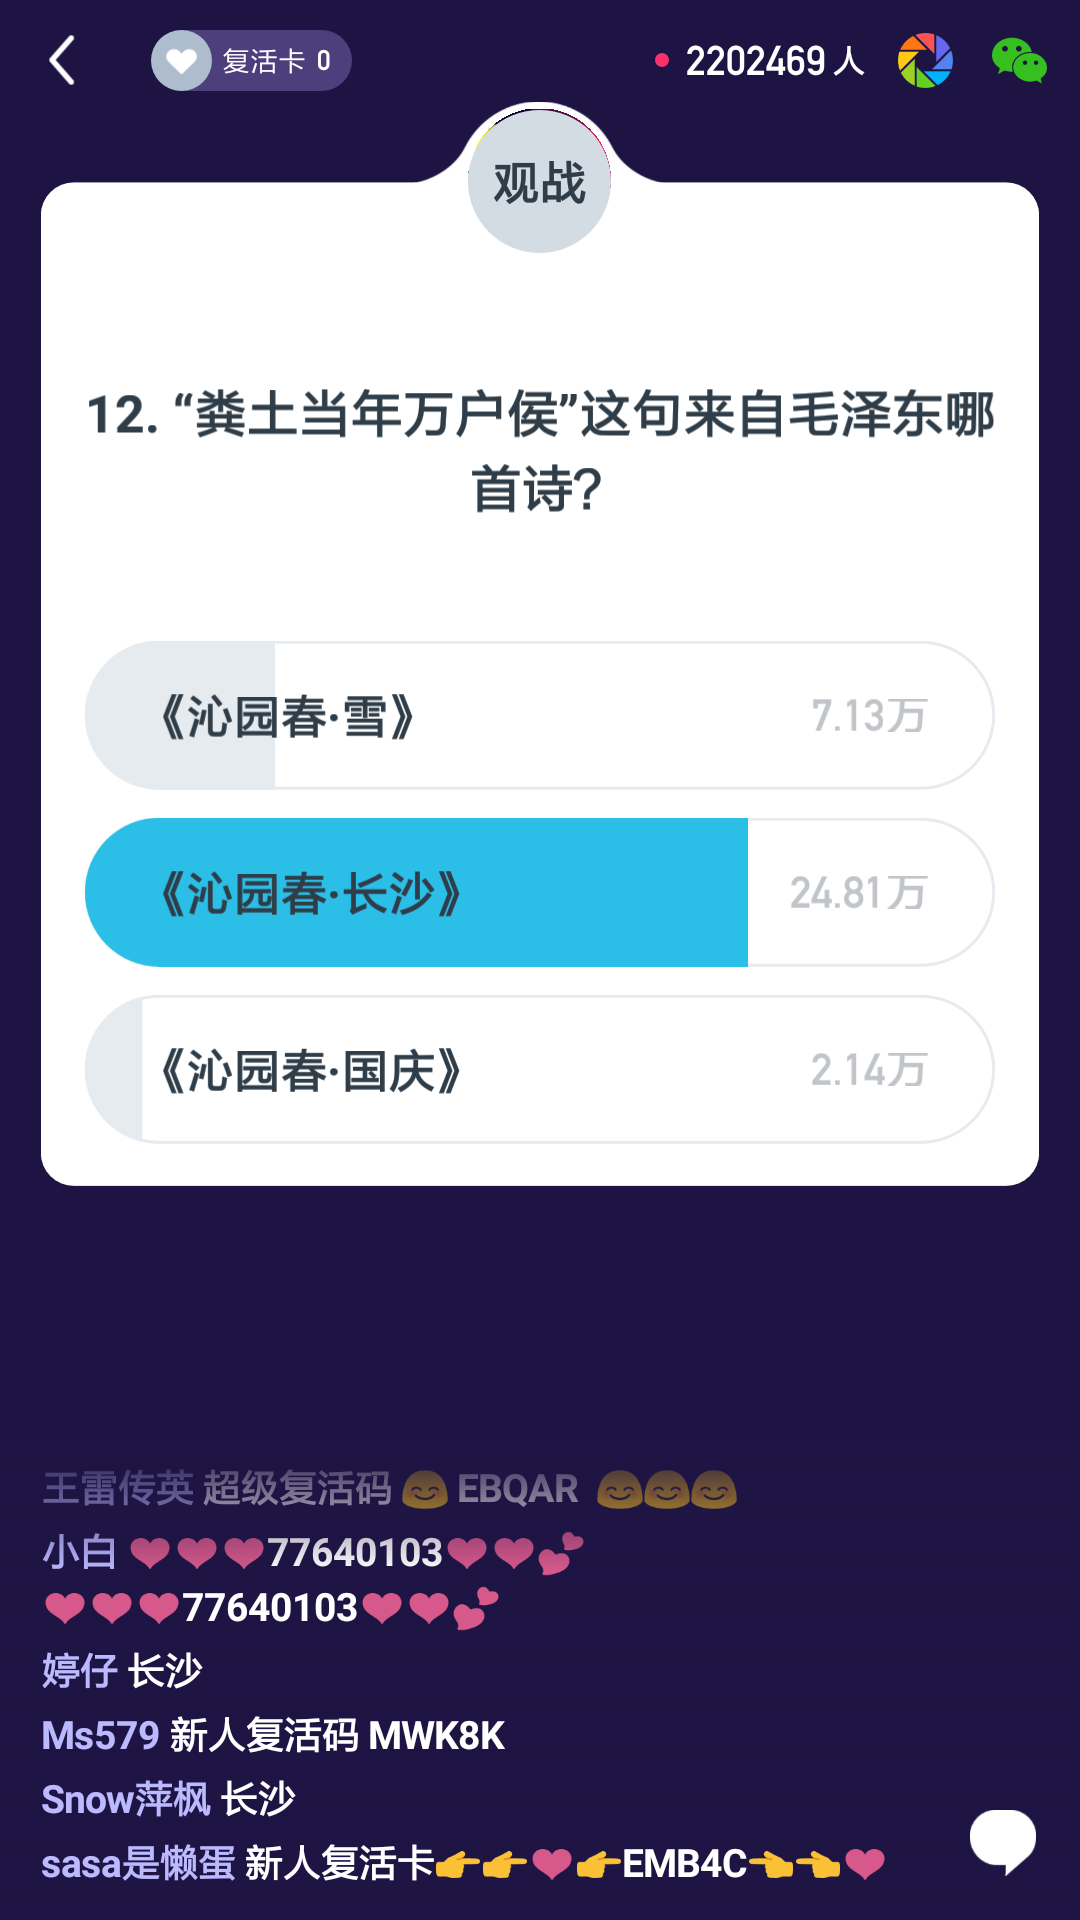 复活卡 0
2202469 人
观战
12. “粪土当年万户侯”这句来自毛泽东哪
首诗?
《沁园春·雪》 7.13万
《沁园春·长沙》 24.81万
《沁园春·国庆》 2.14万
王雷传英 超级复活码 😊 EBQAR 😊😊😊
小白 ❤❤❤77640103❤❤💕
❤❤❤77640103❤❤💕
婷仔 长沙
Ms579 新人复活码 MWK8K
Snow萍枫 长沙
sasa是懒蛋 新人复活卡👉👉❤👉EMB4C👈👈❤